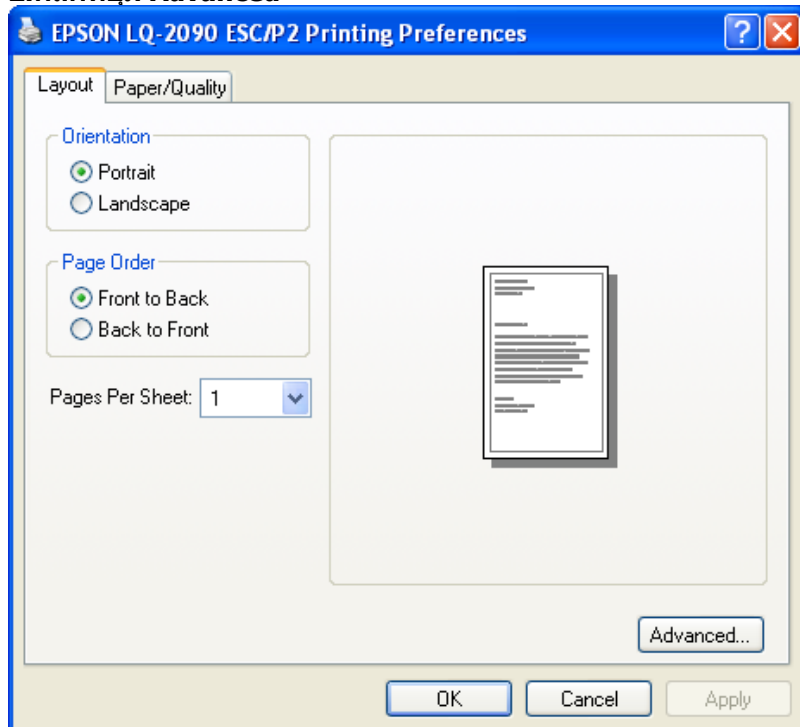 EPSON LQ-2090 ESC/P2 Printing Preferences
Layout
Paper/Quality
Orientation
Portrait
Landscape
Page Order
Front to Back
Back to Front
Pages Per Sheet: 1
Advanced...
OK
Cancel
Apply